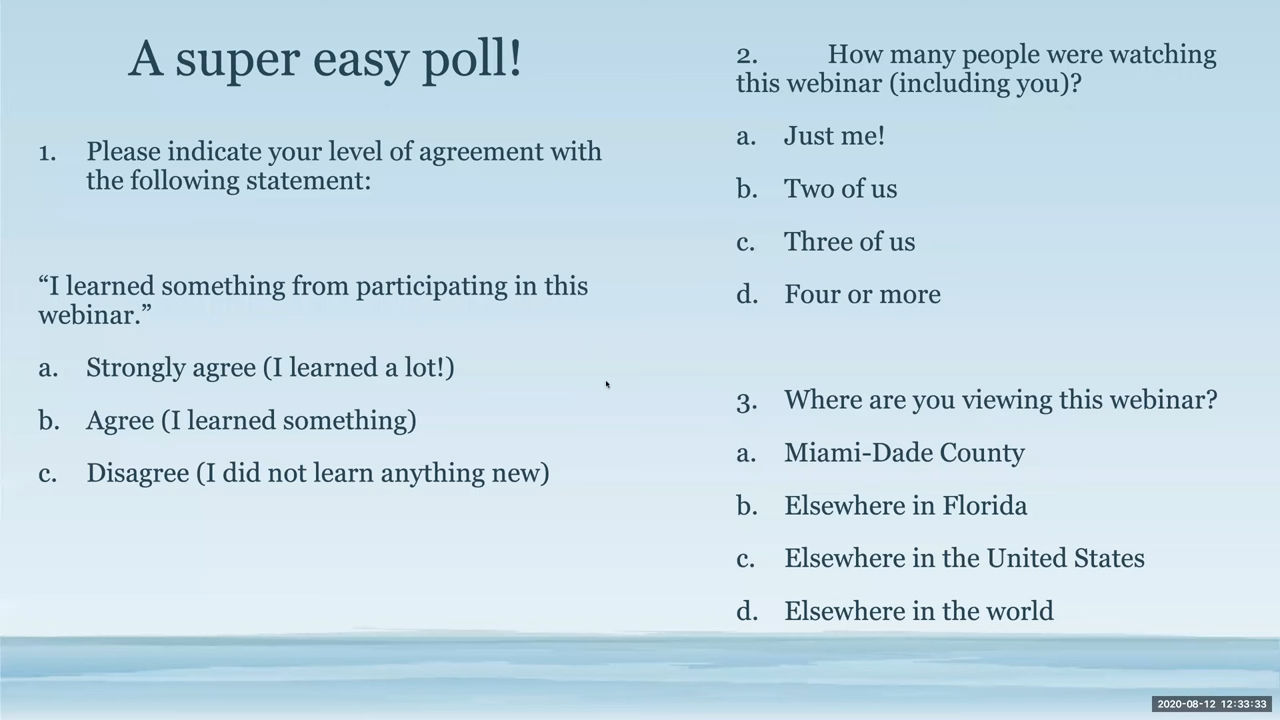 A super easy poll!
1. Please indicate your level of agreement with
the following statement:
“I learned something from participating in this
webinar.”
a. Strongly agree (I learned a lot!)
b. Agree (I learned something)
c. Disagree (I did not learn anything new)
2. How many people were watching
this webinar (including you)?
a. Just me!
b. Two of us
c. Three of us
d. Four or more
3. Where are you viewing this webinar?
a. Miami-Dade County
b. Elsewhere in Florida
c. Elsewhere in the United States
d. Elsewhere in the world
2020-08-12 12:33:33